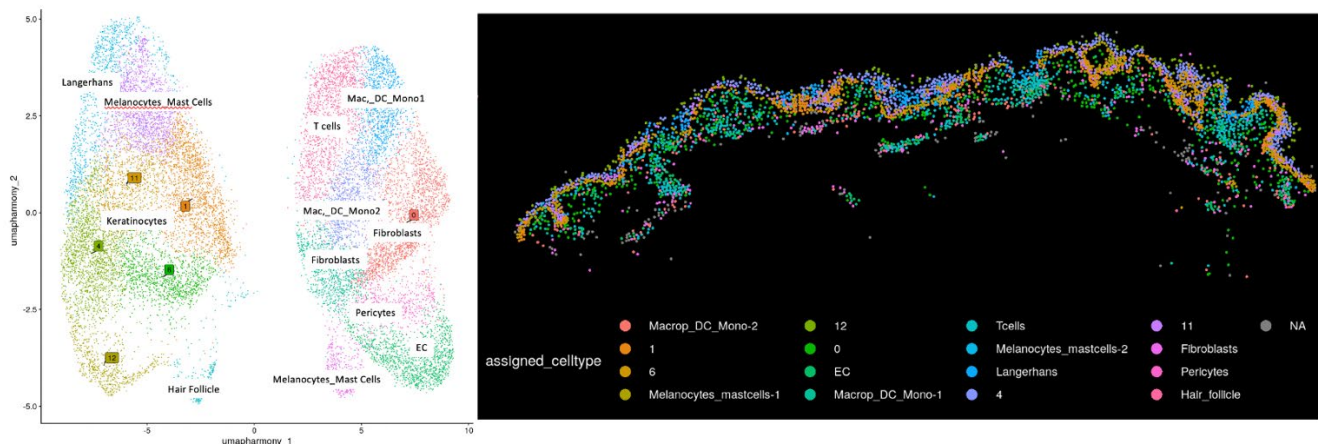 5.0
2.5
0.0
-2.5
-5.0
-5
0
5
10
umapharmony_2
umapharmony_1
Langerhans
Melanocytes_Mast Cells
11
1
Keratinocytes
4
6
12
Hair Follicle
Mac,_DC_Mono1
T cells
Mac,_DC_Mono2
0
Fibroblasts
Fibroblasts
Pericytes
EC
Melanocytes_Mast Cells
assigned_celltype
Macrop_DC_Mono-2
1
6
Melanocytes_mastcells-1
12
0
EC
Macrop_DC_Mono-1
Tcells
Melanocytes_mastcells-2
Langerhans
4
11
Fibroblasts
Pericytes
Hair_follicle
NA